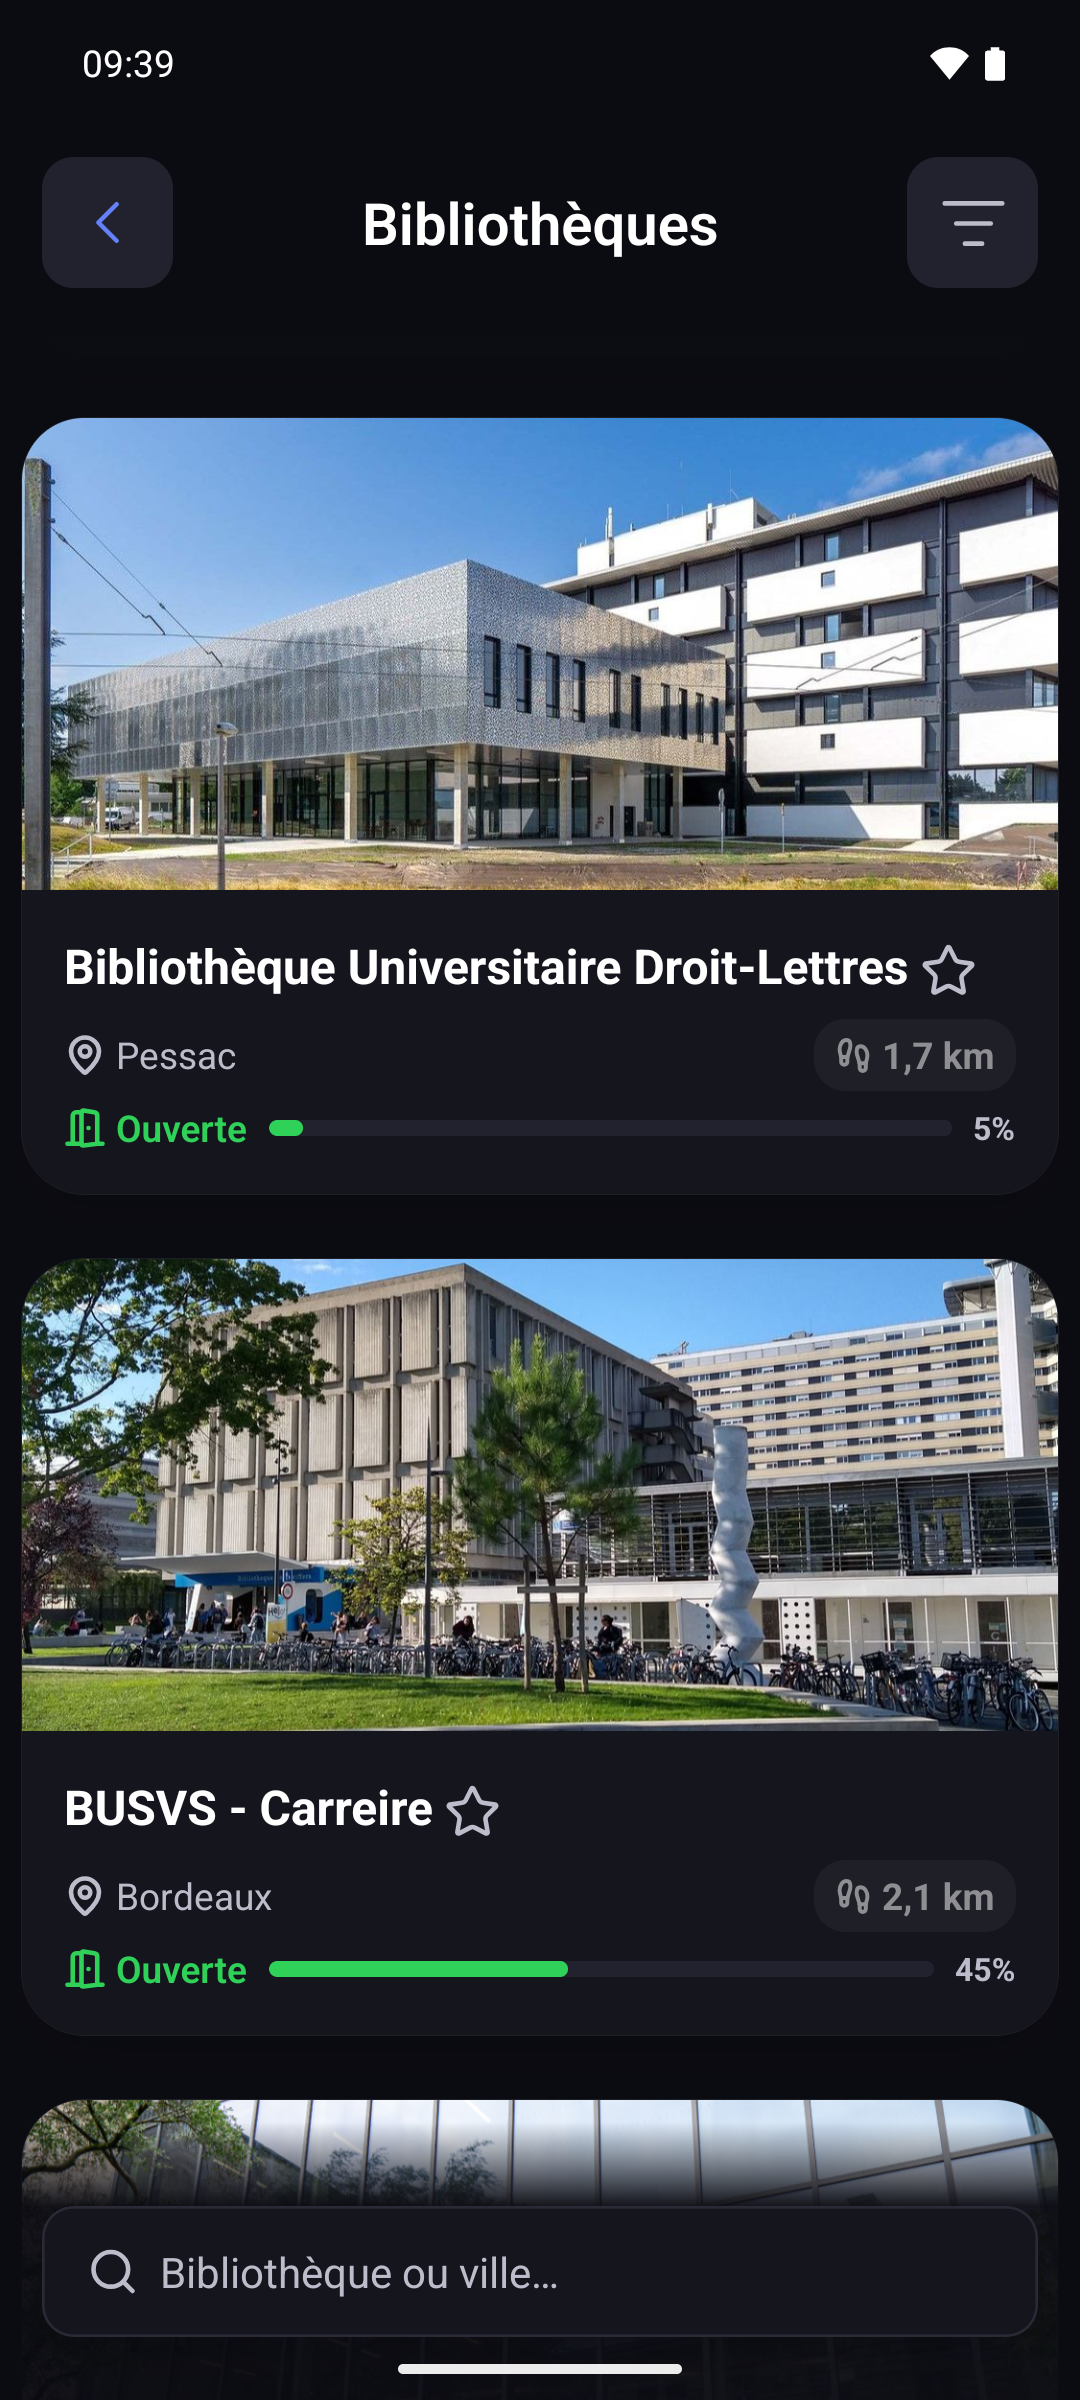 09:39
Bibliothèques
Bibliothèque Universitaire Droit-Lettres
Pessac
1,7 km
Ouverte
5%
BUSVS - Carreire
Bordeaux
2,1 km
Ouverte
45%
Bibliothèque ou ville…